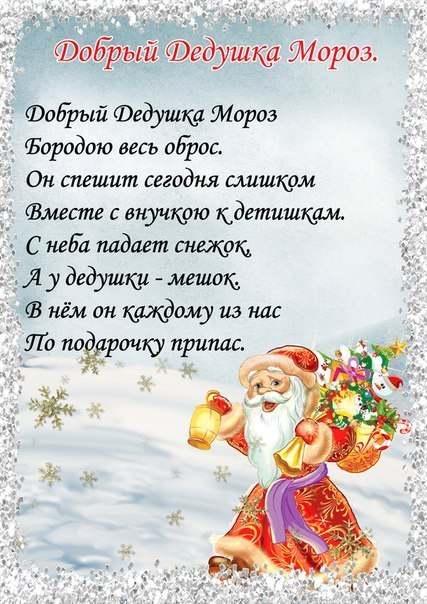 Добрый Дедушка Мороз.
Добрый Дедушка Мороз
Бородою весь оброс.
Он спешит сегодня слишком
Вместе с внучкою к детишкам.
С неба падает снежок,
А у дедушки - мешок.
В нём он каждому из нас
По подарочку припас.